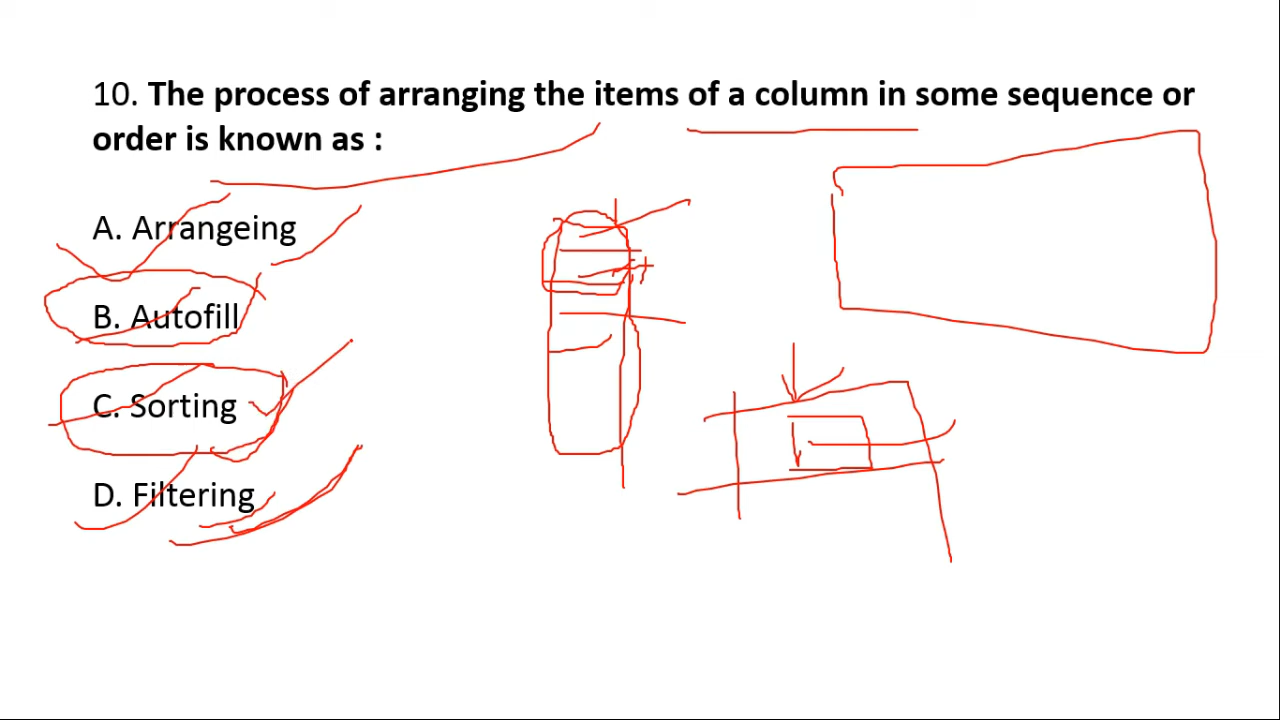 10. The process of arranging the items of a column in some sequence or
order is known as :
A. Arrangeing
B. Autofill
C. Sorting
D. Filtering